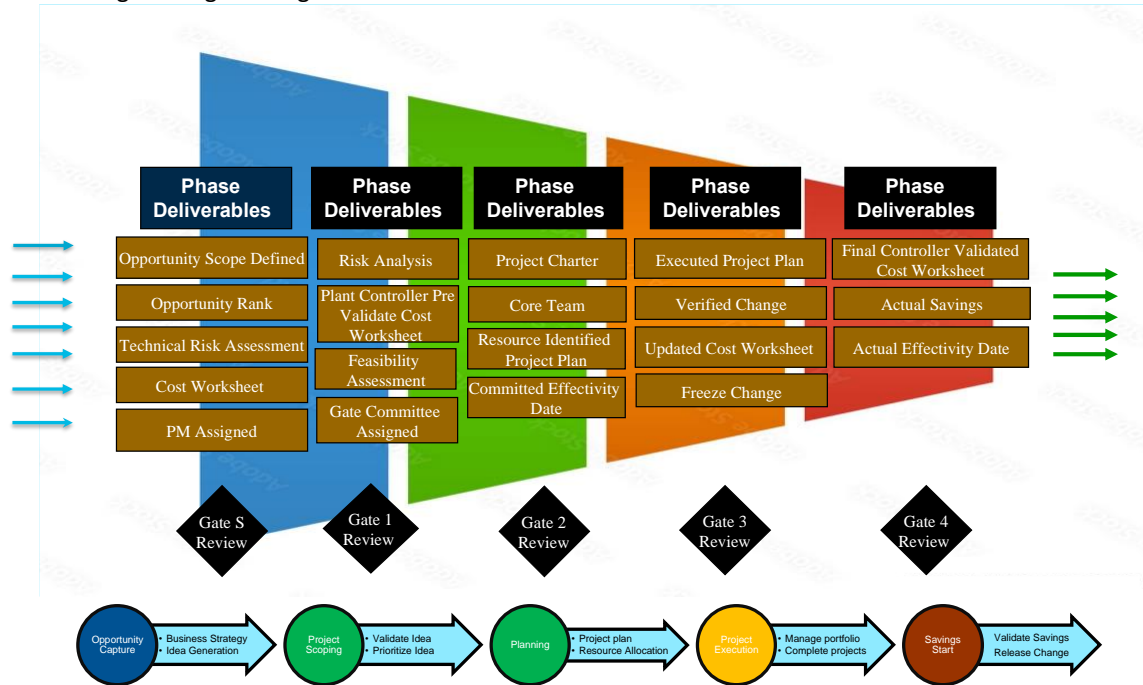 Phase
Deliverables
Phase
Deliverables
Phase
Deliverables
Phase
Deliverables
Phase
Deliverables
Opportunity Scope Defined
Opportunity Rank
Technical Risk Assessment
Cost Worksheet
PM Assigned
Risk Analysis
Plant Controller Pre
Validate Cost
Worksheet
Feasibility
Assessment
Gate Committee
Assigned
Project Charter
Core Team
Resource Identified
Project Plan
Committed Effectivity
Date
Executed Project Plan
Verified Change
Updated Cost Worksheet
Freeze Change
Final Controller Validated
Cost Worksheet
Actual Savings
Actual Effectivity Date
Gate S
Review
Gate 1
Review
Gate 2
Review
Gate 3
Review
Gate 4
Review
Opportunity
Capture
• Business Strategy
• Idea Generation
Project
Scoping
• Validate Idea
• Prioritize Idea
Planning
• Project plan
• Resource Allocation
Project
Execution
• Manage portfolio
• Complete projects
Savings
Start
Validate Savings
Release Change
Adobe Stock